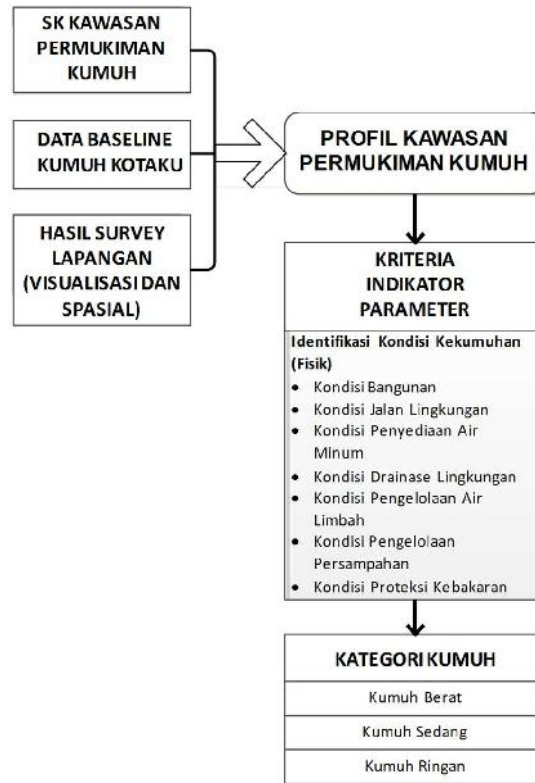 SK KAWASAN
PERMUKIMAN
KUMUH
DATA BASELINE
KUMUH KOTAKU
HASIL SURVEY
LAPANGAN
(VISUALISASI DAN
SPASIAL)
PROFIL KAWASAN
PERMUKIMAN KUMUH
KRITERIA
INDIKATOR
PARAMETER
Identifikasi Kondisi Kekumuhan
(Fisik)
• Kondisi Bangunan
• Kondisi Jalan Lingkungan
• Kondisi Penyediaan Air
Minum
• Kondisi Drainase Lingkungan
• Kondisi Pengelolaan Air
Limbah
• Kondisi Pengelolaan
Persampahan
• Kondisi Proteksi Kebakaran
KATEGORI KUMUH
Kumuh Berat
Kumuh Sedang
Kumuh Ringan